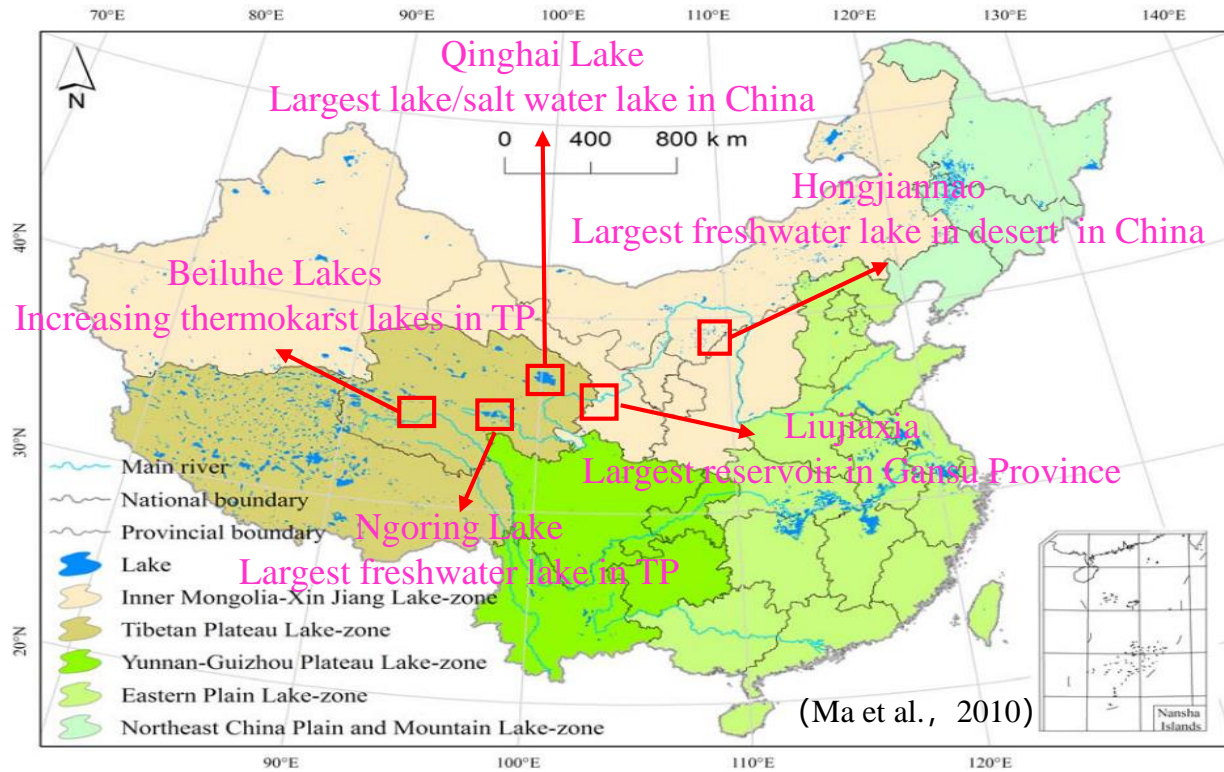 70°E 80°E 90°E 100°E 110°E 120°E 130°E 140°E
N
Qinghai Lake
Largest lake/salt water lake in China
0 400 800 k m
Hongjiannao
Largest freshwater lake in desert in China
Beiluhe Lakes
Increasing thermokarst lakes in TP
Liujiaxia
Largest reservoir in Gansu Province
Ngoring Lake
Largest freshwater lake in TP
40°N
30°N
20°N
Main river
National boundary
Provincial boundary
Lake
Inner Mongolia-Xin Jiang Lake-zone
Tibetan Plateau Lake-zone
Yunnan-Guizhou Plateau Lake-zone
Eastern Plain Lake-zone
Northeast China Plain and Mountain Lake-zone
(Ma et al., 2010)
Nansha
Islands
90°E 100°E 110°E 120°E